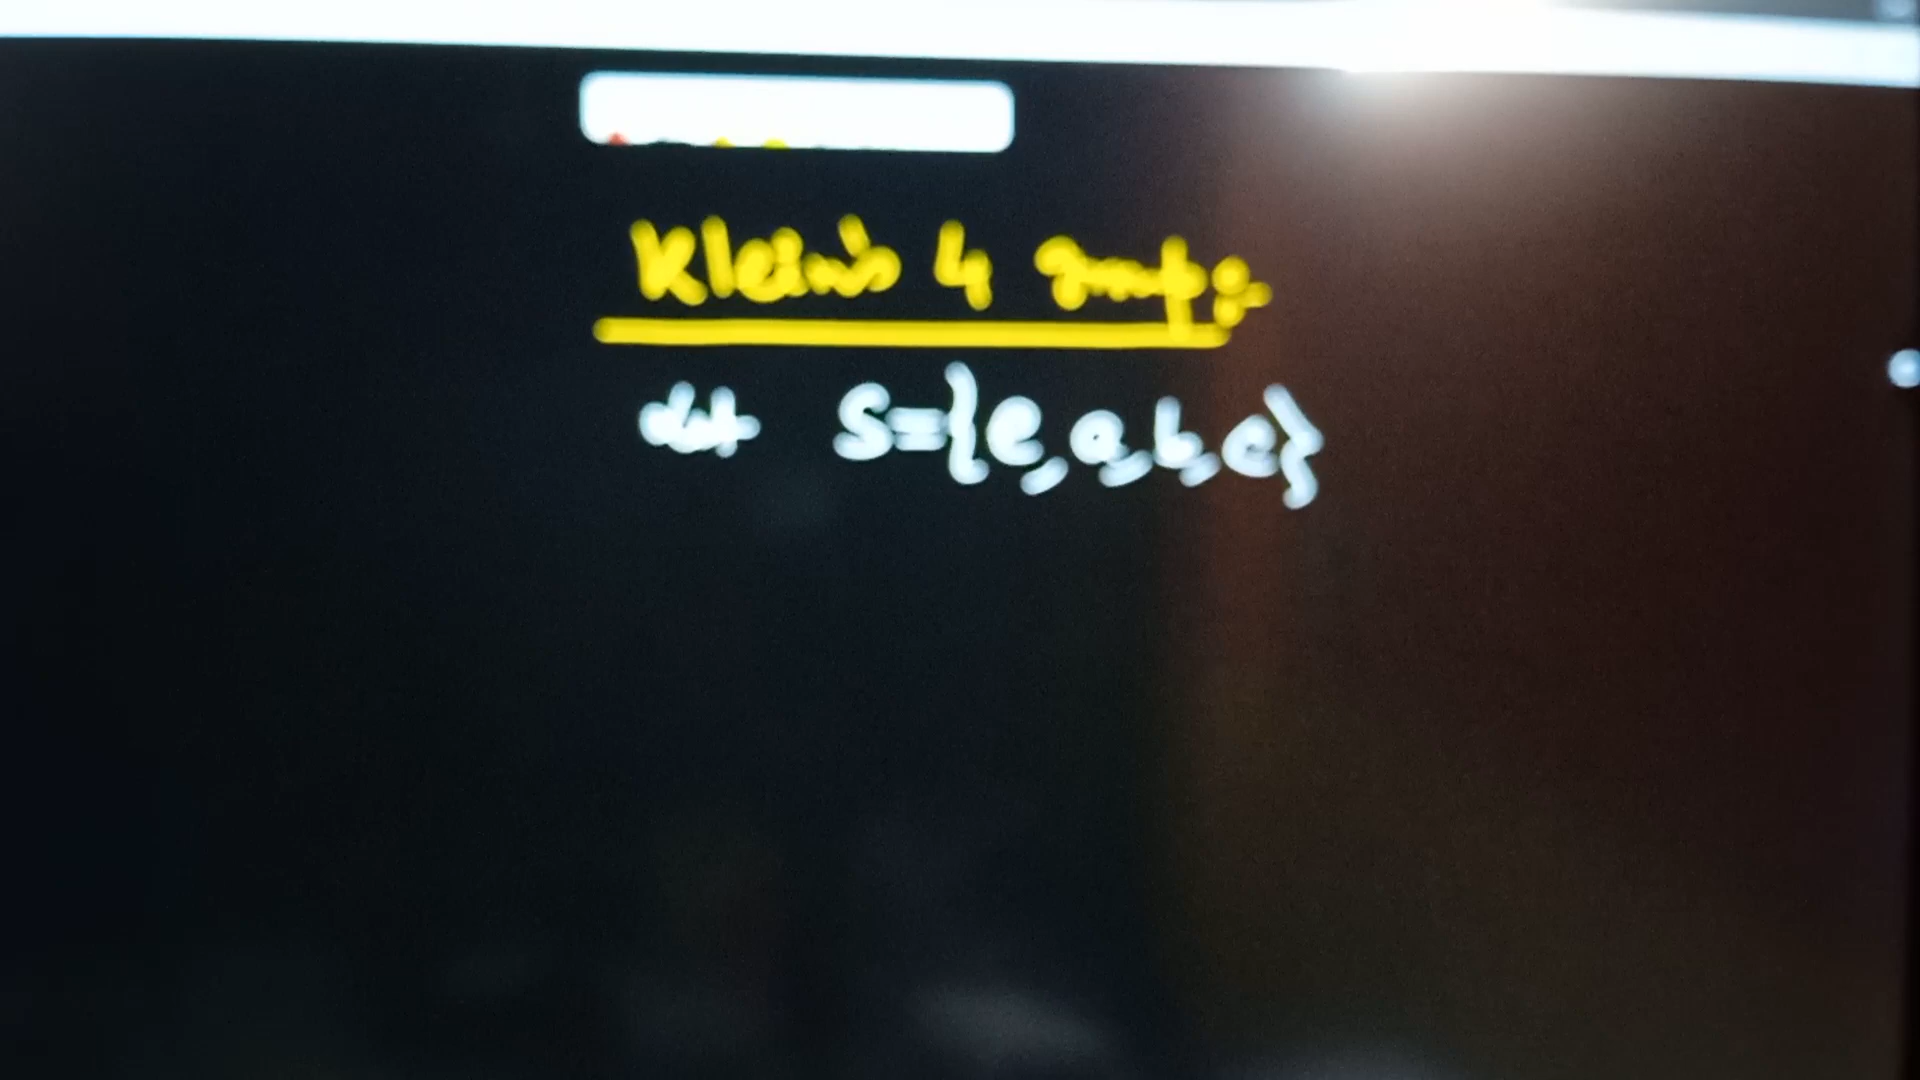 Klein's 4 group:-
Let S={e,a,b,c}